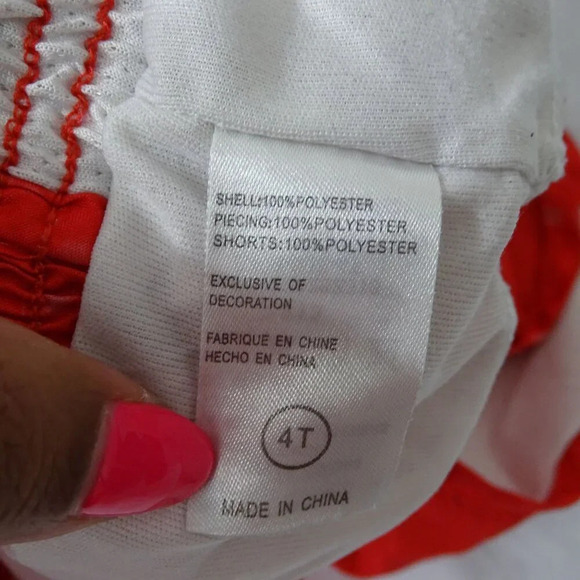 SHELL:100%POLYESTER
PIECING:100%POLYESTER
SHORTS:100%POLYESTER
EXCLUSIVE OF
DECORATION
FABRIQUE EN CHINE
HECHO EN CHINA
4T
MADE IN CHINA